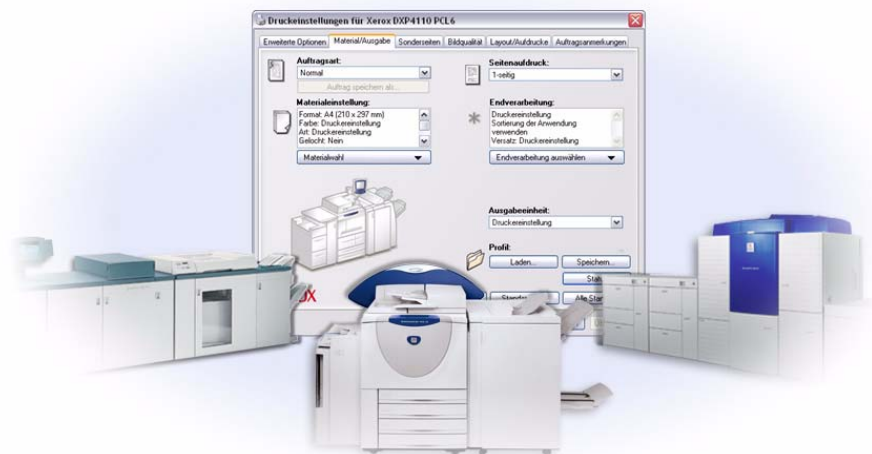 Druckeinstellungen für Xerox DXP4110 PCL6
Erweiterte Optionen
Material/Ausgabe
Sonderseiten
Bildqualität
Layout/Aufdrucke
Auftragsanmerkungen
Auftragsart:
Normal
Auftrag speichern als...
Materialeinstellung:
Format: A4 (210 x 297 mm)
Farbe: Druckereinstellung
Art: Druckereinstellung
Gelocht: Nein
Materialwahl
Seitenaufdruck:
1-seitig
Endverarbeitung:
Druckereinstellung
Sortierung der Anwendung
verwenden
Versatz: Druckereinstellung
Endverarbeitung auswählen
Ausgabeeinheit:
Druckereinstellung
Profil:
Laden...
Speichern...